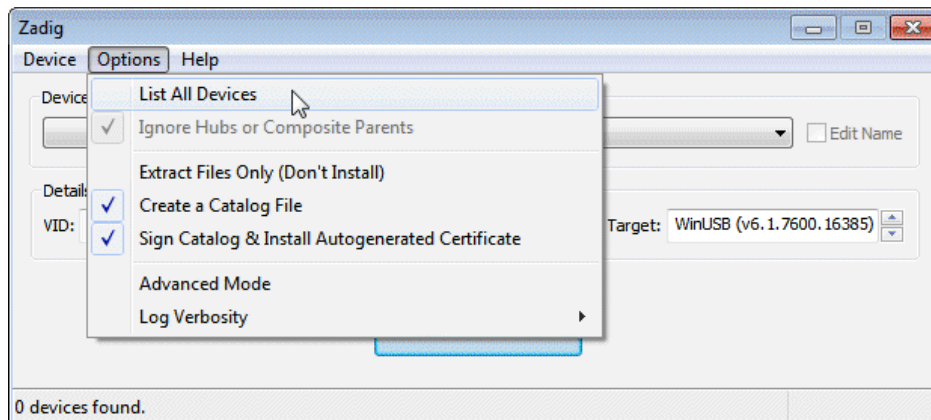 Zadig
Device Options Help
Device
List All Devices
Ignore Hubs or Composite Parents
Edit Name
Extract Files Only (Don't Install)
Details
Create a Catalog File
VID:
Target: WinUSB (v6.1.7600.16385)
Sign Catalog & Install Autogenerated Certificate
Advanced Mode
Log Verbosity
0 devices found.